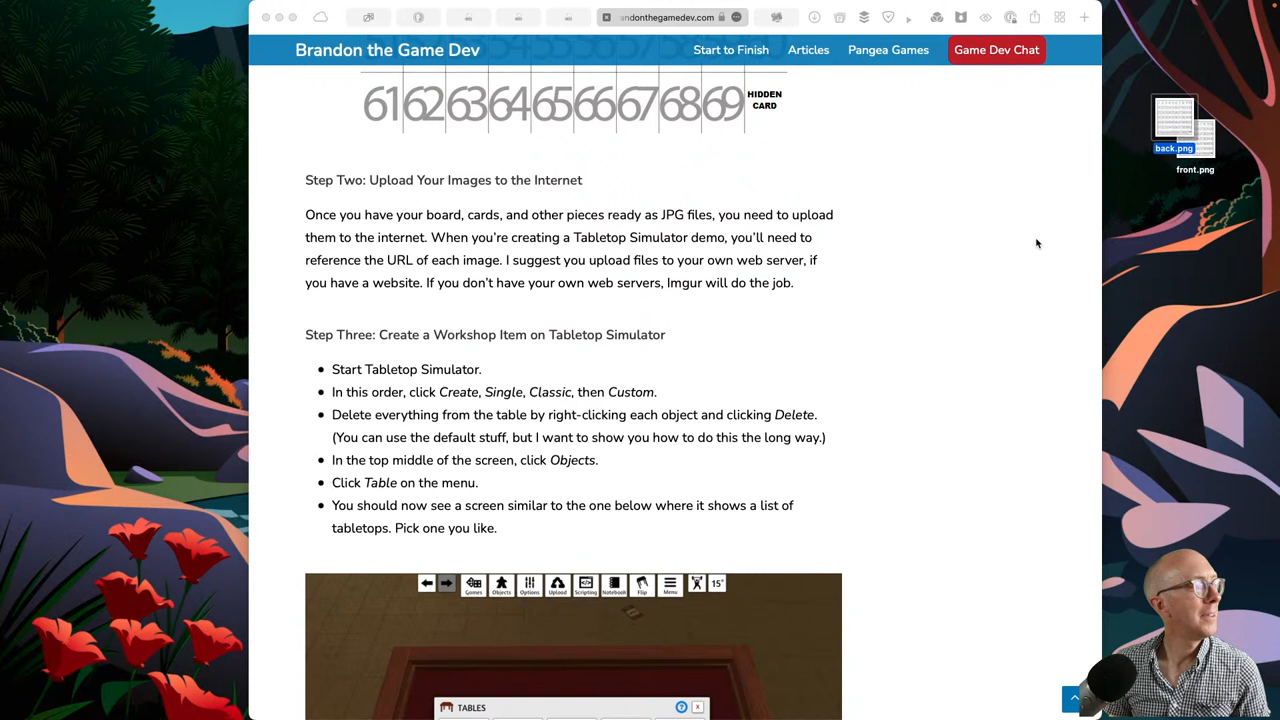 andonthegamedev.com
Brandon the Game Dev
Start to Finish
Articles
Pangea Games
Game Dev Chat
61 62 63 64 65 66 67 68 69 HIDDEN CARD
back.png
front.png
Step Two: Upload Your Images to the Internet
Once you have your board, cards, and other pieces ready as JPG files, you need to upload
them to the internet. When you’re creating a Tabletop Simulator demo, you’ll need to
reference the URL of each image. I suggest you upload files to your own web server, if
you have a website. If you don’t have your own web servers, Imgur will do the job.
Step Three: Create a Workshop Item on Tabletop Simulator
Start Tabletop Simulator.
In this order, click Create, Single, Classic, then Custom.
Delete everything from the table by right-clicking each object and clicking Delete.
(You can use the default stuff, but I want to show you how to do this the long way.)
In the top middle of the screen, click Objects.
Click Table on the menu.
You should now see a screen similar to the one below where it shows a list of
tabletops. Pick one you like.
Games Objects Options Upload Scripting Notebook Flip Menu 15°
TABLES ? X